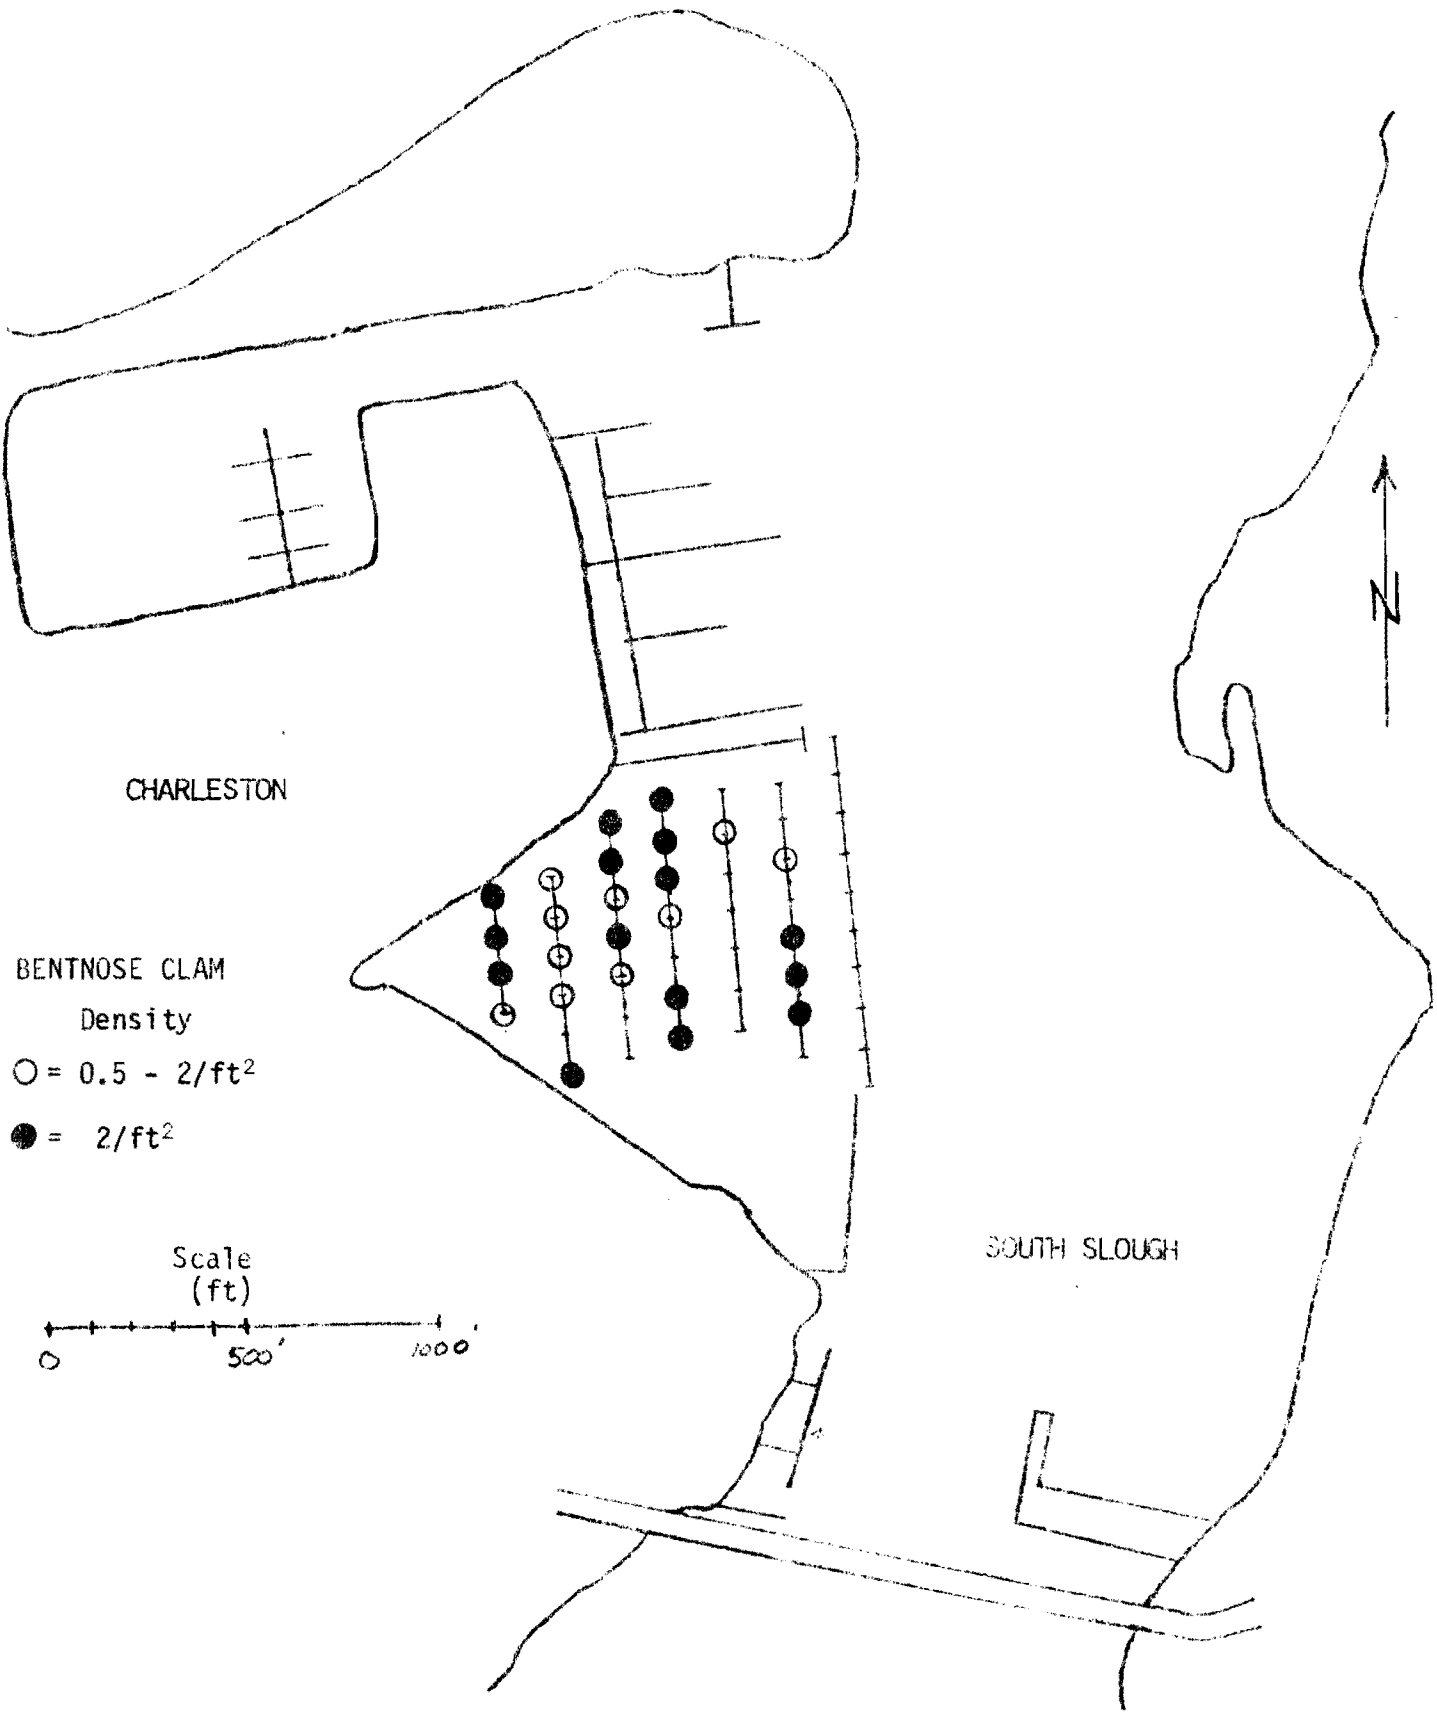 N
CHARLESTON
BENTNOSE CLAM
Density
○ = 0.5 - 2/ft²
● = 2/ft²
SOUTH SLOUGH
Scale
(ft)
0 500' 1000'